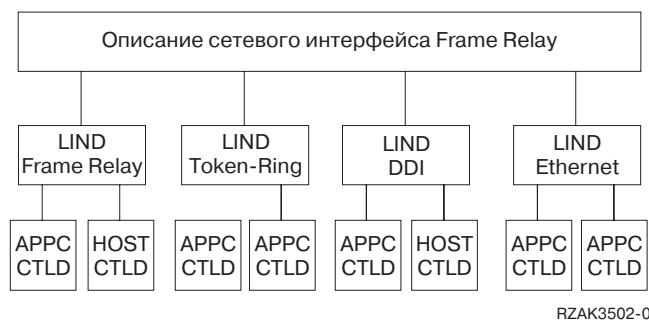 Описание сетевого интерфейса Frame Relay
LIND
Frame Relay
LIND
Token-Ring
LIND
DDI
LIND
Ethernet
APPC
CTLD
HOST
CTLD
APPC
CTLD
APPC
CTLD
APPC
CTLD
HOST
CTLD
APPC
CTLD
APPC
CTLD
RZAK3502-0